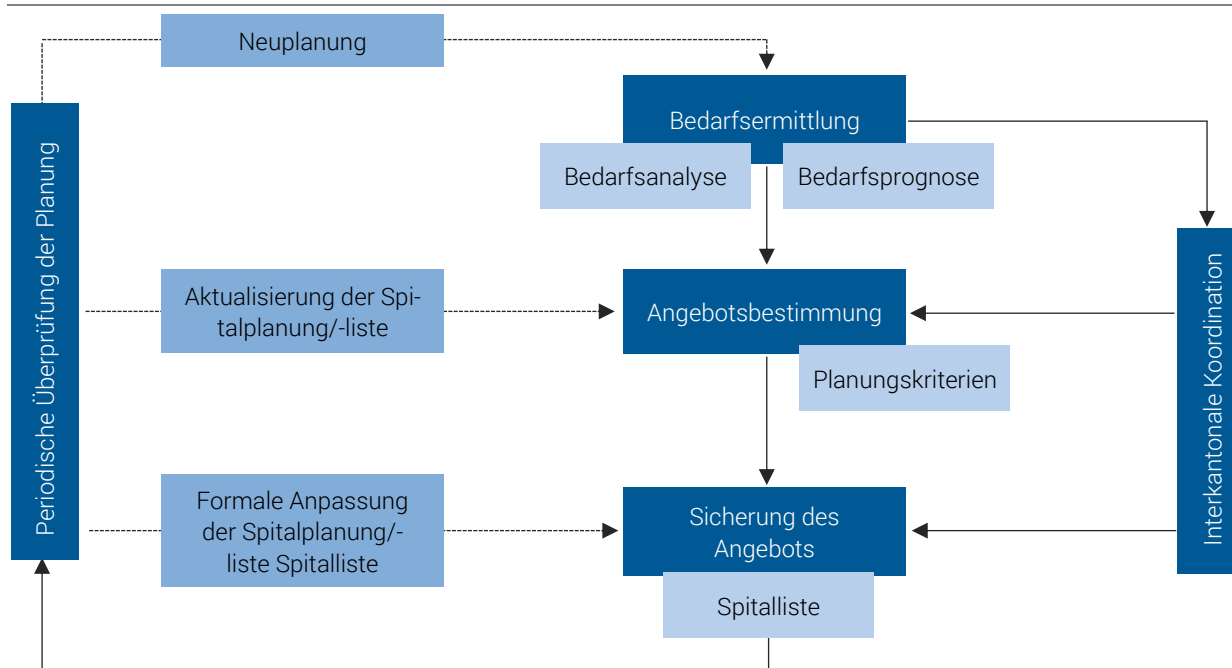 Neuplanung
Bedarfsermittlung
Bedarfsanalyse
Bedarfsprognose
Periodische Überprüfung der Planung
Interkantonale Koordination
Aktualisierung der Spi-
talplanung/-liste
Angebotsbestimmung
Planungskriterien
Formale Anpassung
der Spitalplanung/-
liste Spitalliste
Sicherung des
Angebots
Spitalliste